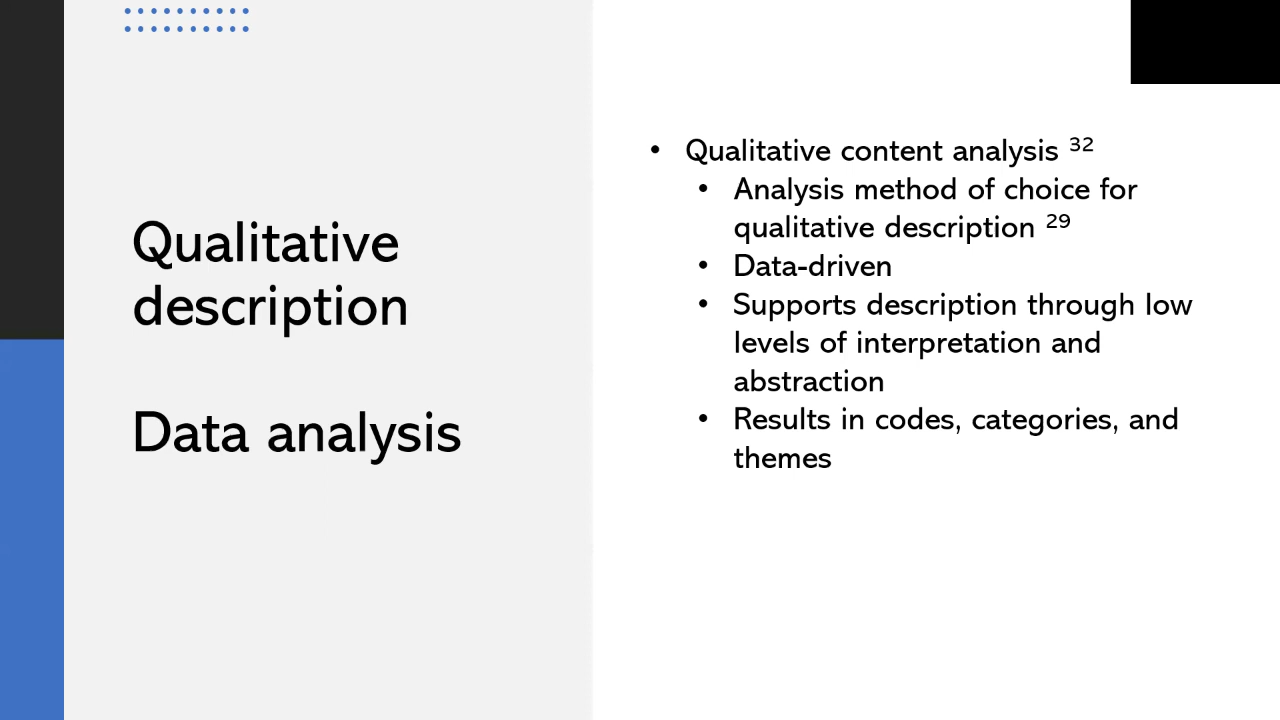 Qualitative
description
Data analysis
• Qualitative content analysis ³²
• Analysis method of choice for
qualitative description ²⁹
• Data-driven
• Supports description through low
levels of interpretation and
abstraction
• Results in codes, categories, and
themes